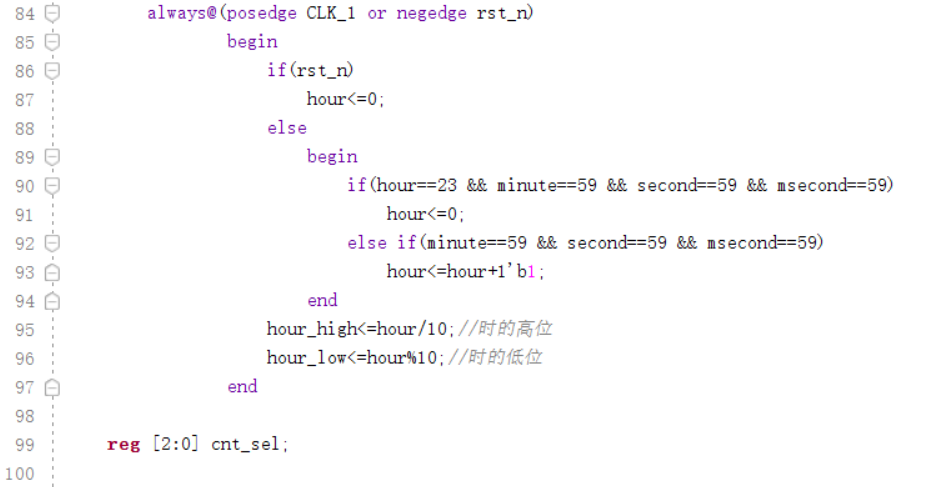 84 always@(posedge CLK_1 or negedge rst_n)
85 begin
86 if(rst_n)
87 hour<=0;
88 else
89 begin
90 if(hour==23 && minute==59 && second==59 && msecond==59)
91 hour<=0;
92 else if(minute==59 && second==59 && msecond==59)
93 hour<=hour+1'b1;
94 end
95 hour_high<=hour/10;//时的高位
96 hour_low<=hour%10;//时的低位
97 end
98
99 reg [2:0] cnt_sel;
100